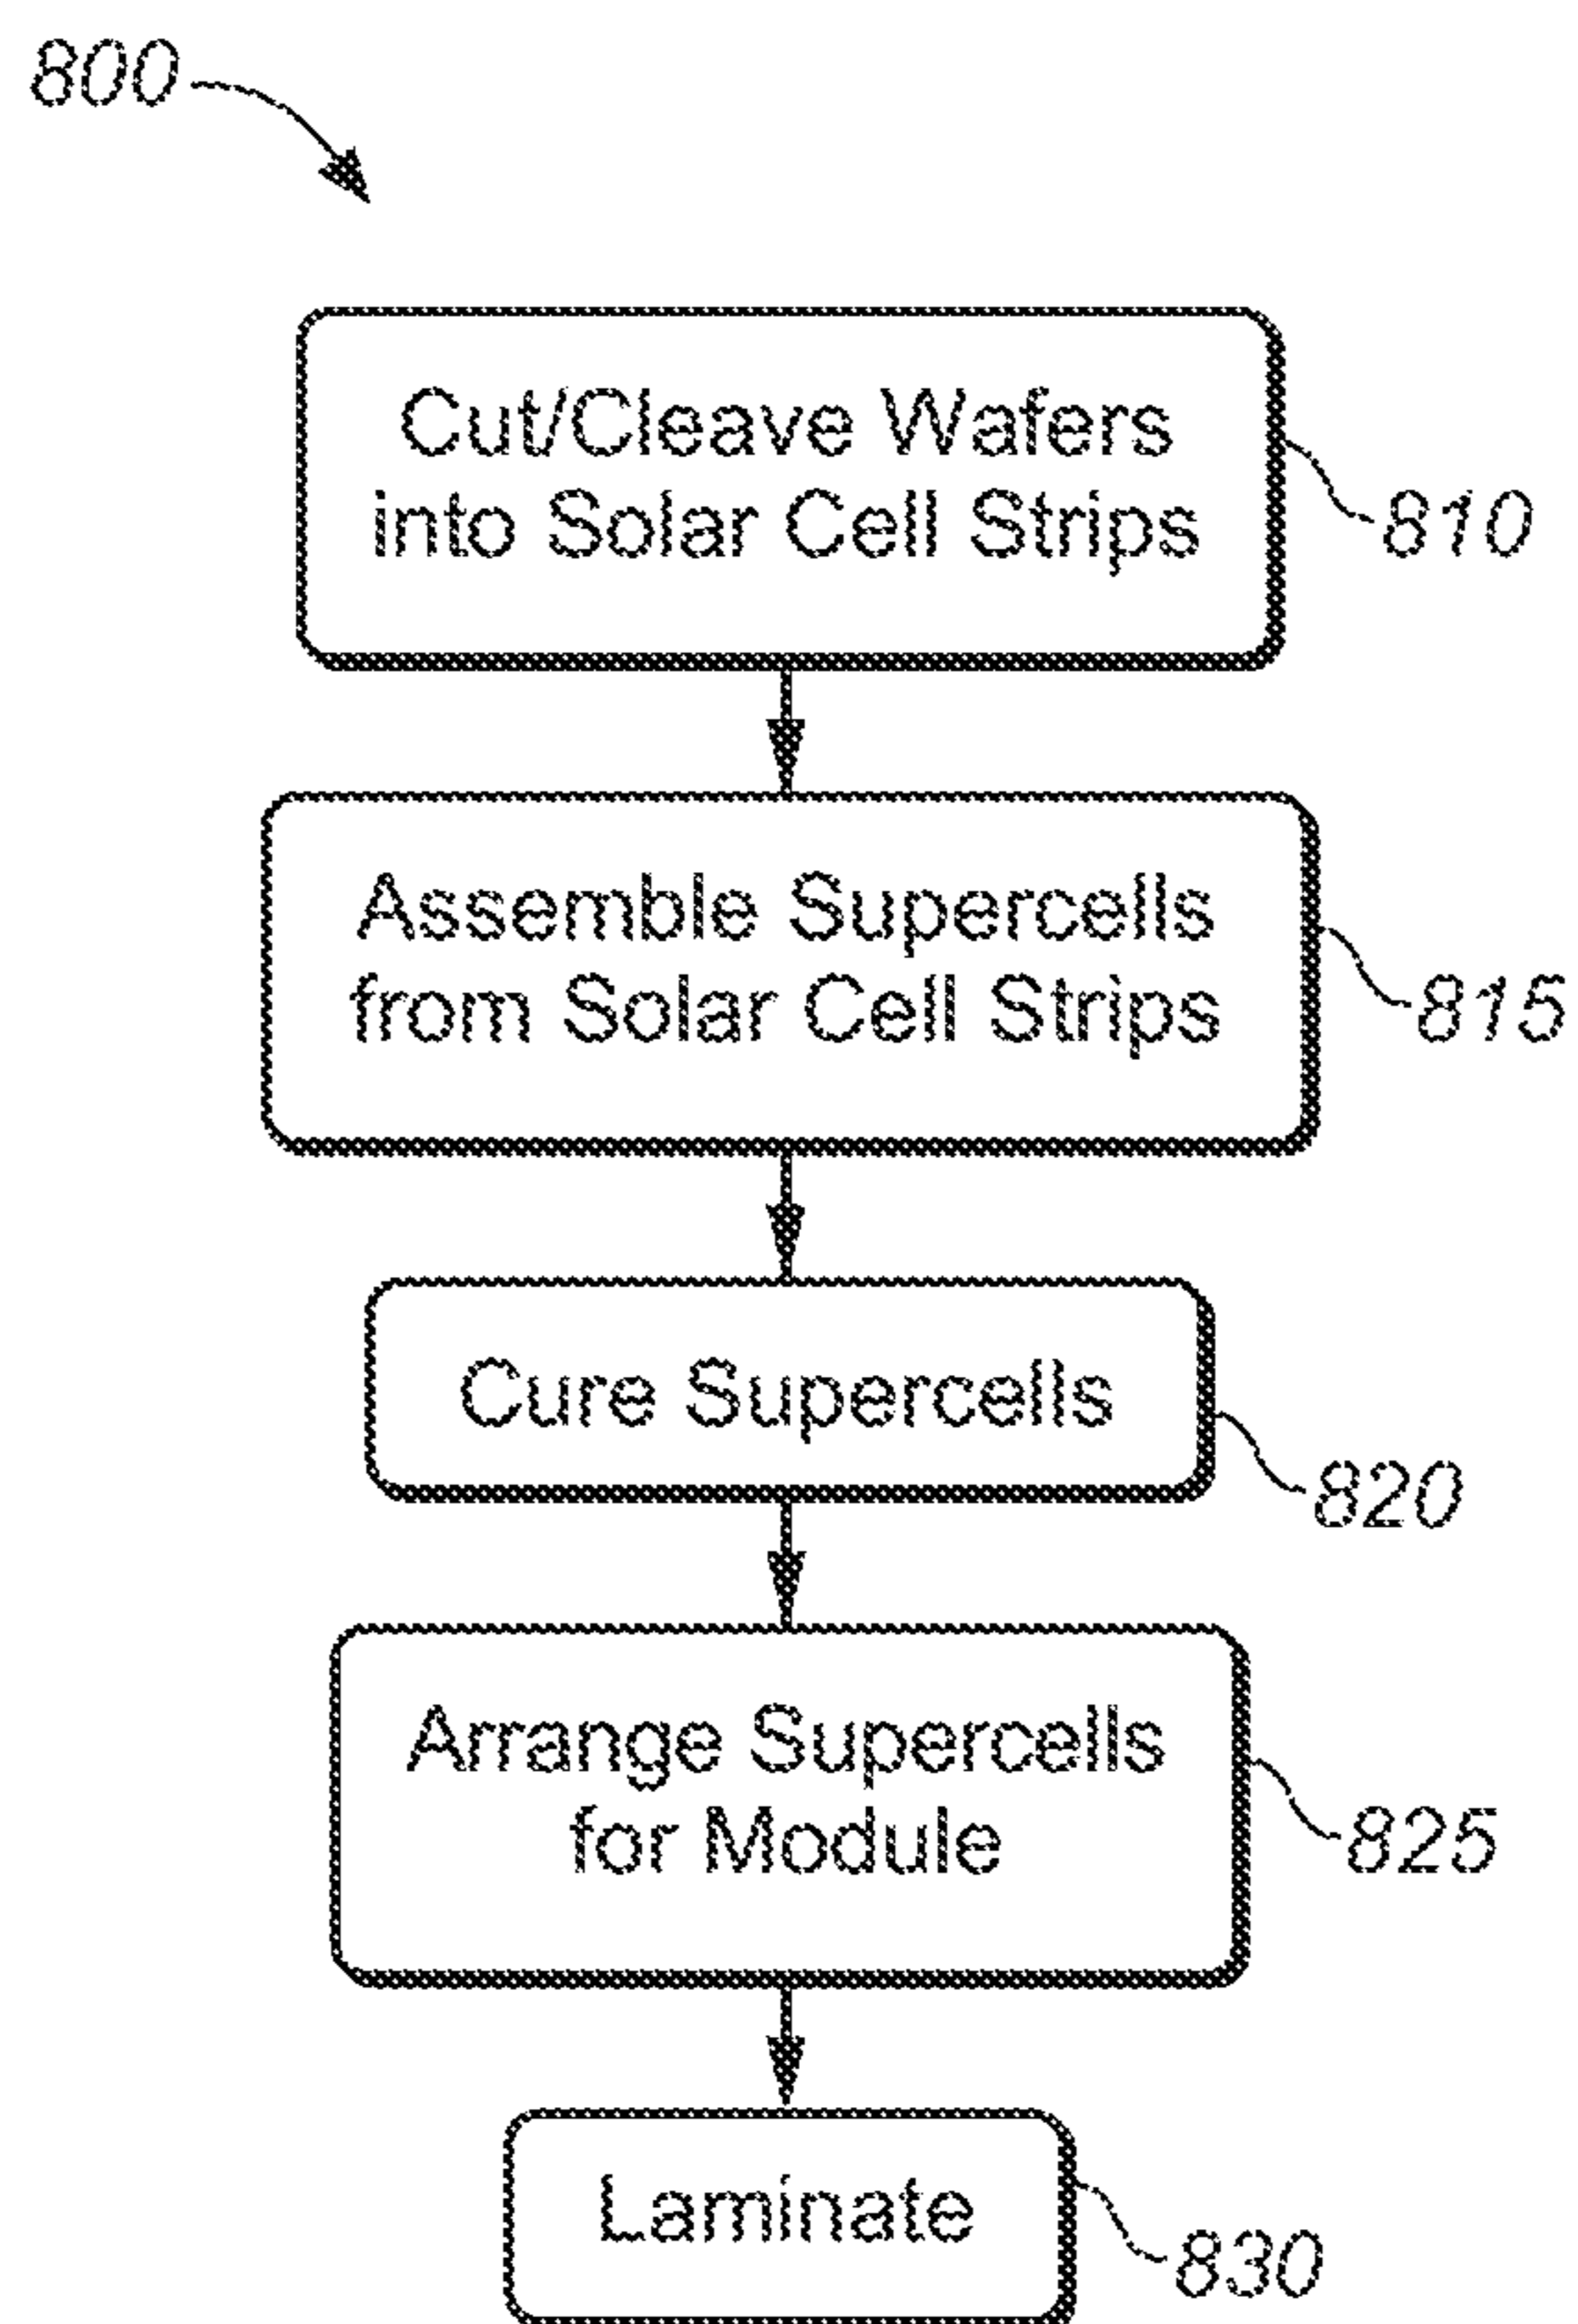 800
Cut/Cleave Wafers
into Solar Cell Strips
810
Assemble Supercells
from Solar Cell Strips
815
Cure Supercells
820
Arrange Supercells
for Module
825
Laminate
830